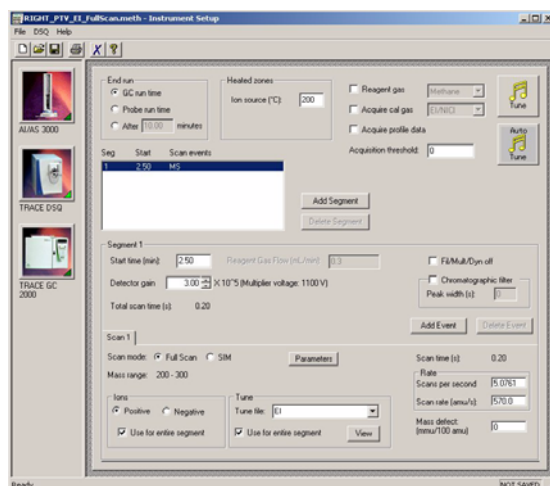 RIGHT_PTV_EI_FullScan.meth - Instrument Setup
File DSQ Help
AI/AS 3000
TRACE DSQ
TRACE GC
2000
End run
GC run time
Probe run time
After 10.00 minutes
Heated zones
Ion source (°C): 200
Reagent gas Methane
Acquire cal gas EI/NICI
Acquire profile data
Acquisition threshold: 0
Tune
Auto
Tune
Seg Start Scan events
1 2.50 MS
Add Segment
Delete Segment
Segment 1
Start time (min): 2.50 Reagent Gas Flow (mL/min): 0.3
Detector gain 3.00 X 10^5 (Multiplier voltage: 1100 V)
Total scan time (s): 0.20
Fil/Mult/Dyn off
Chromatographic filter
Peak width (s): 0
Add Event Delete Event
Scan 1
Scan mode: Full Scan SIM Parameters
Mass range: 200 - 300
Ions
Positive Negative
Use for entire segment
Tune
Tune file: EI
Use for entire segment View
Scan time (s): 0.20
Rate
Scans per second 5.0761
Scan rate (amu/s): 570.0
Mass defect: 0
(mmu/100 amu)
Ready NOT SAVED